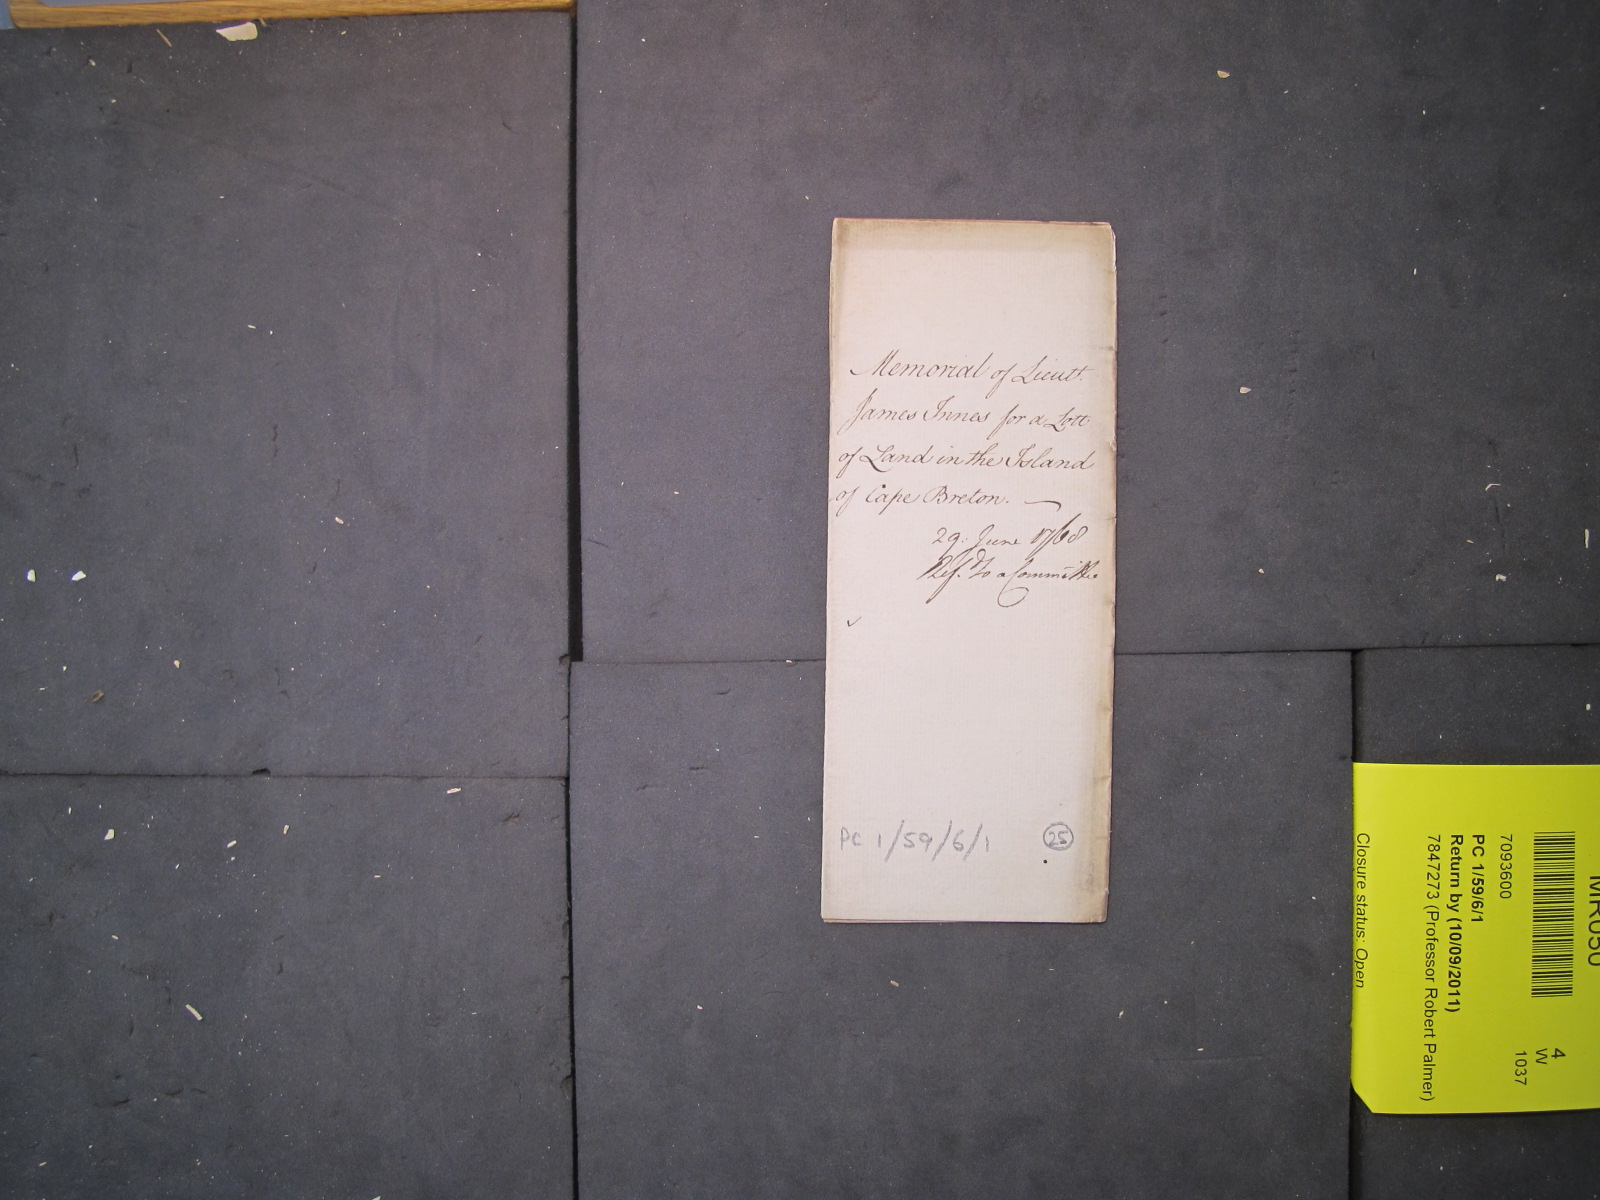 Memorial of Lieutt.
James Innes for a Lott
of Land in the Island
of Cape Breton. —
29: June 1768
Ref.d to a Committee
PC 1/59/6/1
25
MR050
4
W
1037
7093600
PC 1/59/6/1
Return by (10/09/2011)
7847273 (Professor Robert Palmer)
Closure status: Open